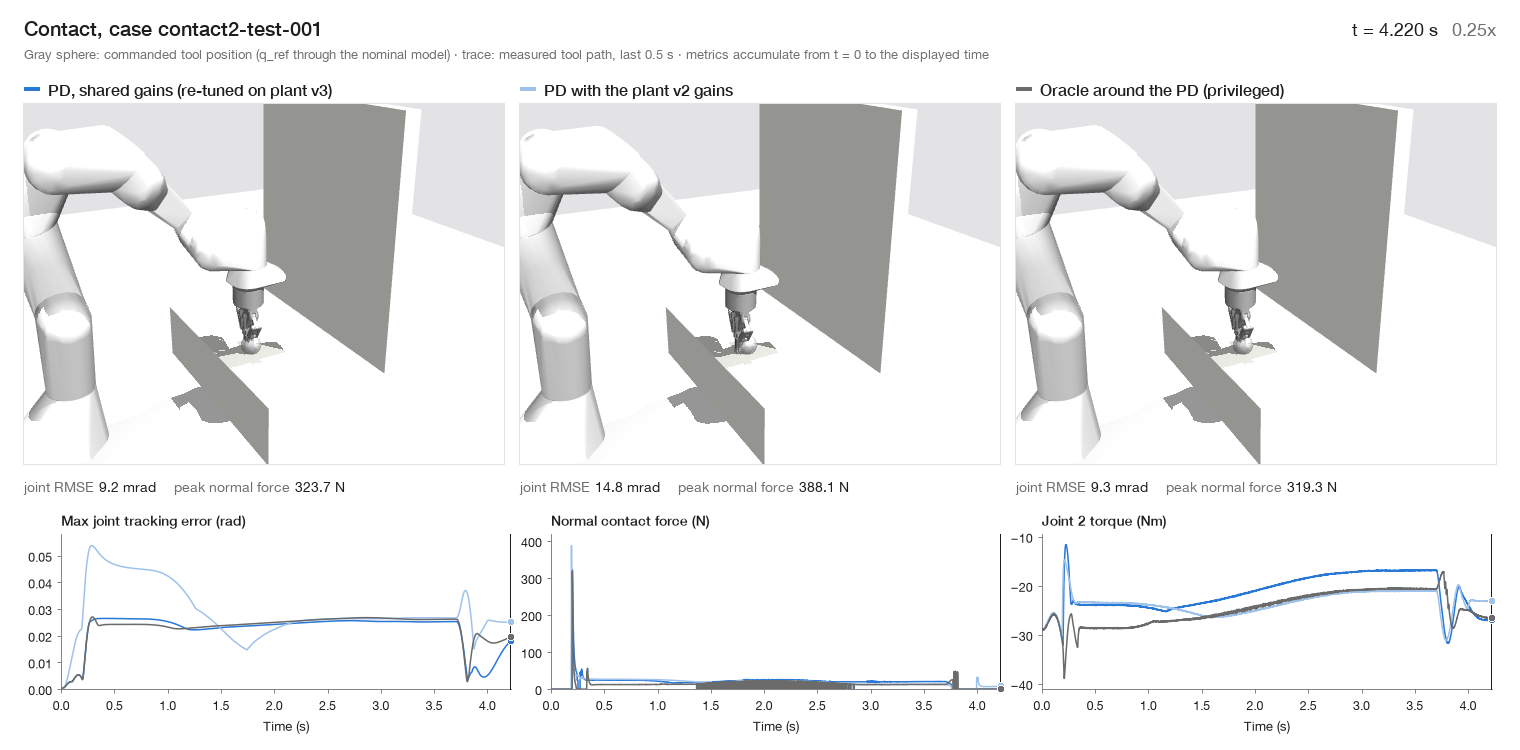 Contact, case contact2-test-001
t = 4.220 s 0.25x
Gray sphere: commanded tool position (q_ref through the nominal model) · trace: measured tool path, last 0.5 s · metrics accumulate from t = 0 to the displayed time
PD, shared gains (re-tuned on plant v3)
PD with the plant v2 gains
Oracle around the PD (privileged)
joint RMSE 9.2 mrad peak normal force 323.7 N
joint RMSE 14.8 mrad peak normal force 388.1 N
joint RMSE 9.3 mrad peak normal force 319.3 N
Max joint tracking error (rad)
0.05
0.04
0.03
0.02
0.01
0.00
0.0 0.5 1.0 1.5 2.0 2.5 3.0 3.5 4.0
Time (s)
Normal contact force (N)
400
300
200
100
0
0.0 0.5 1.0 1.5 2.0 2.5 3.0 3.5 4.0
Time (s)
Joint 2 torque (Nm)
−10
−20
−30
−40
0.0 0.5 1.0 1.5 2.0 2.5 3.0 3.5 4.0
Time (s)